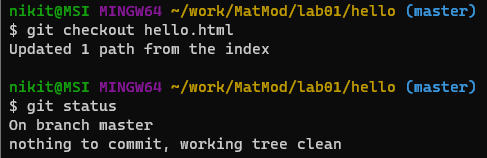 nikit@MSI MINGW64 ~/work/MatMod/lab01/hello (master)
$ git checkout hello.html
Updated 1 path from the index
nikit@MSI MINGW64 ~/work/MatMod/lab01/hello (master)
$ git status
On branch master
nothing to commit, working tree clean